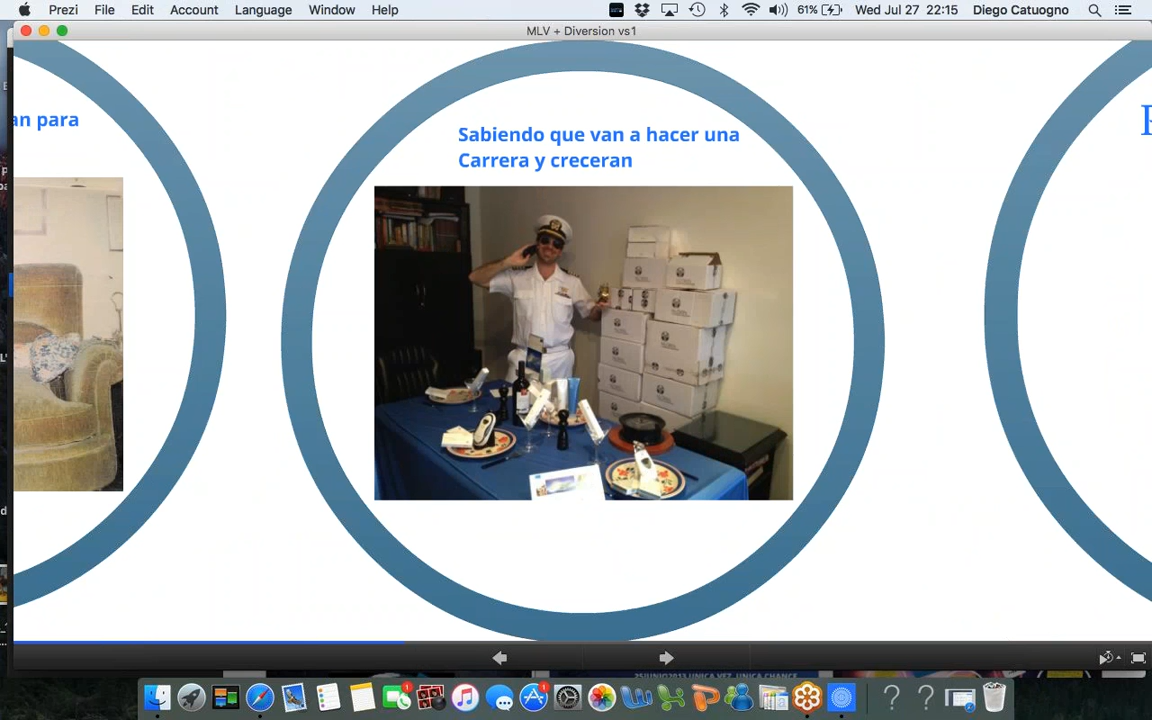 Prezi File Edit Account Language Window Help 61% Wed Jul 27 22:15 Diego Catuogno
MLV + Diversion vs1
an para
Sabiendo que van a hacer una
Carrera y creceran